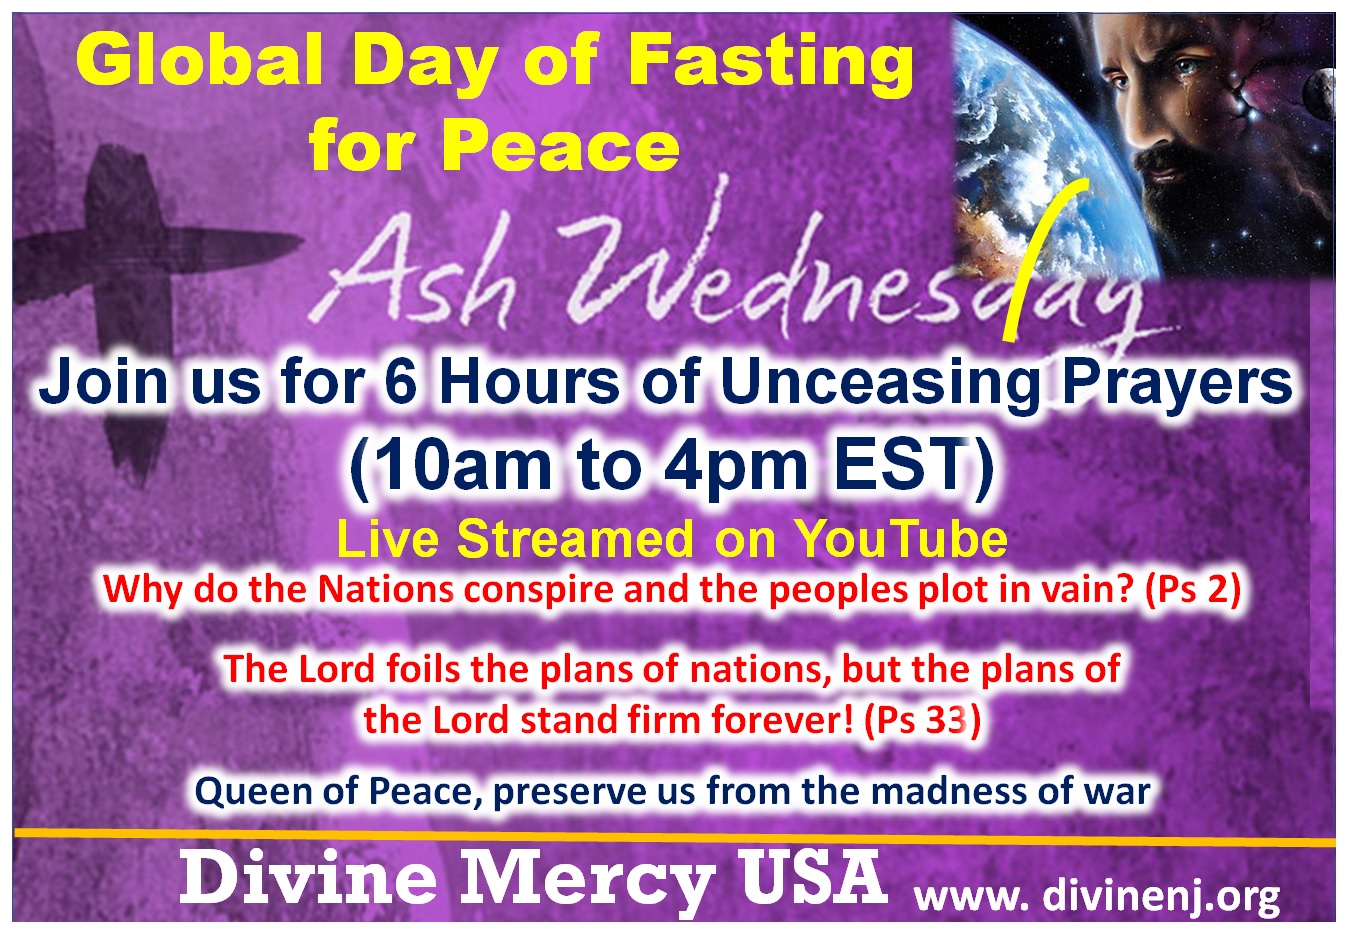 Global Day of Fasting
for Peace
Ash Wednesday
Join us for 6 Hours of Unceasing Prayers
(10am to 4pm EST)
Live Streamed on YouTube
Why do the Nations conspire and the peoples plot in vain? (Ps 2)
The Lord foils the plans of nations, but the plans of
the Lord stand firm forever! (Ps 33)
Queen of Peace, preserve us from the madness of war
Divine Mercy USA www. divinenj.org